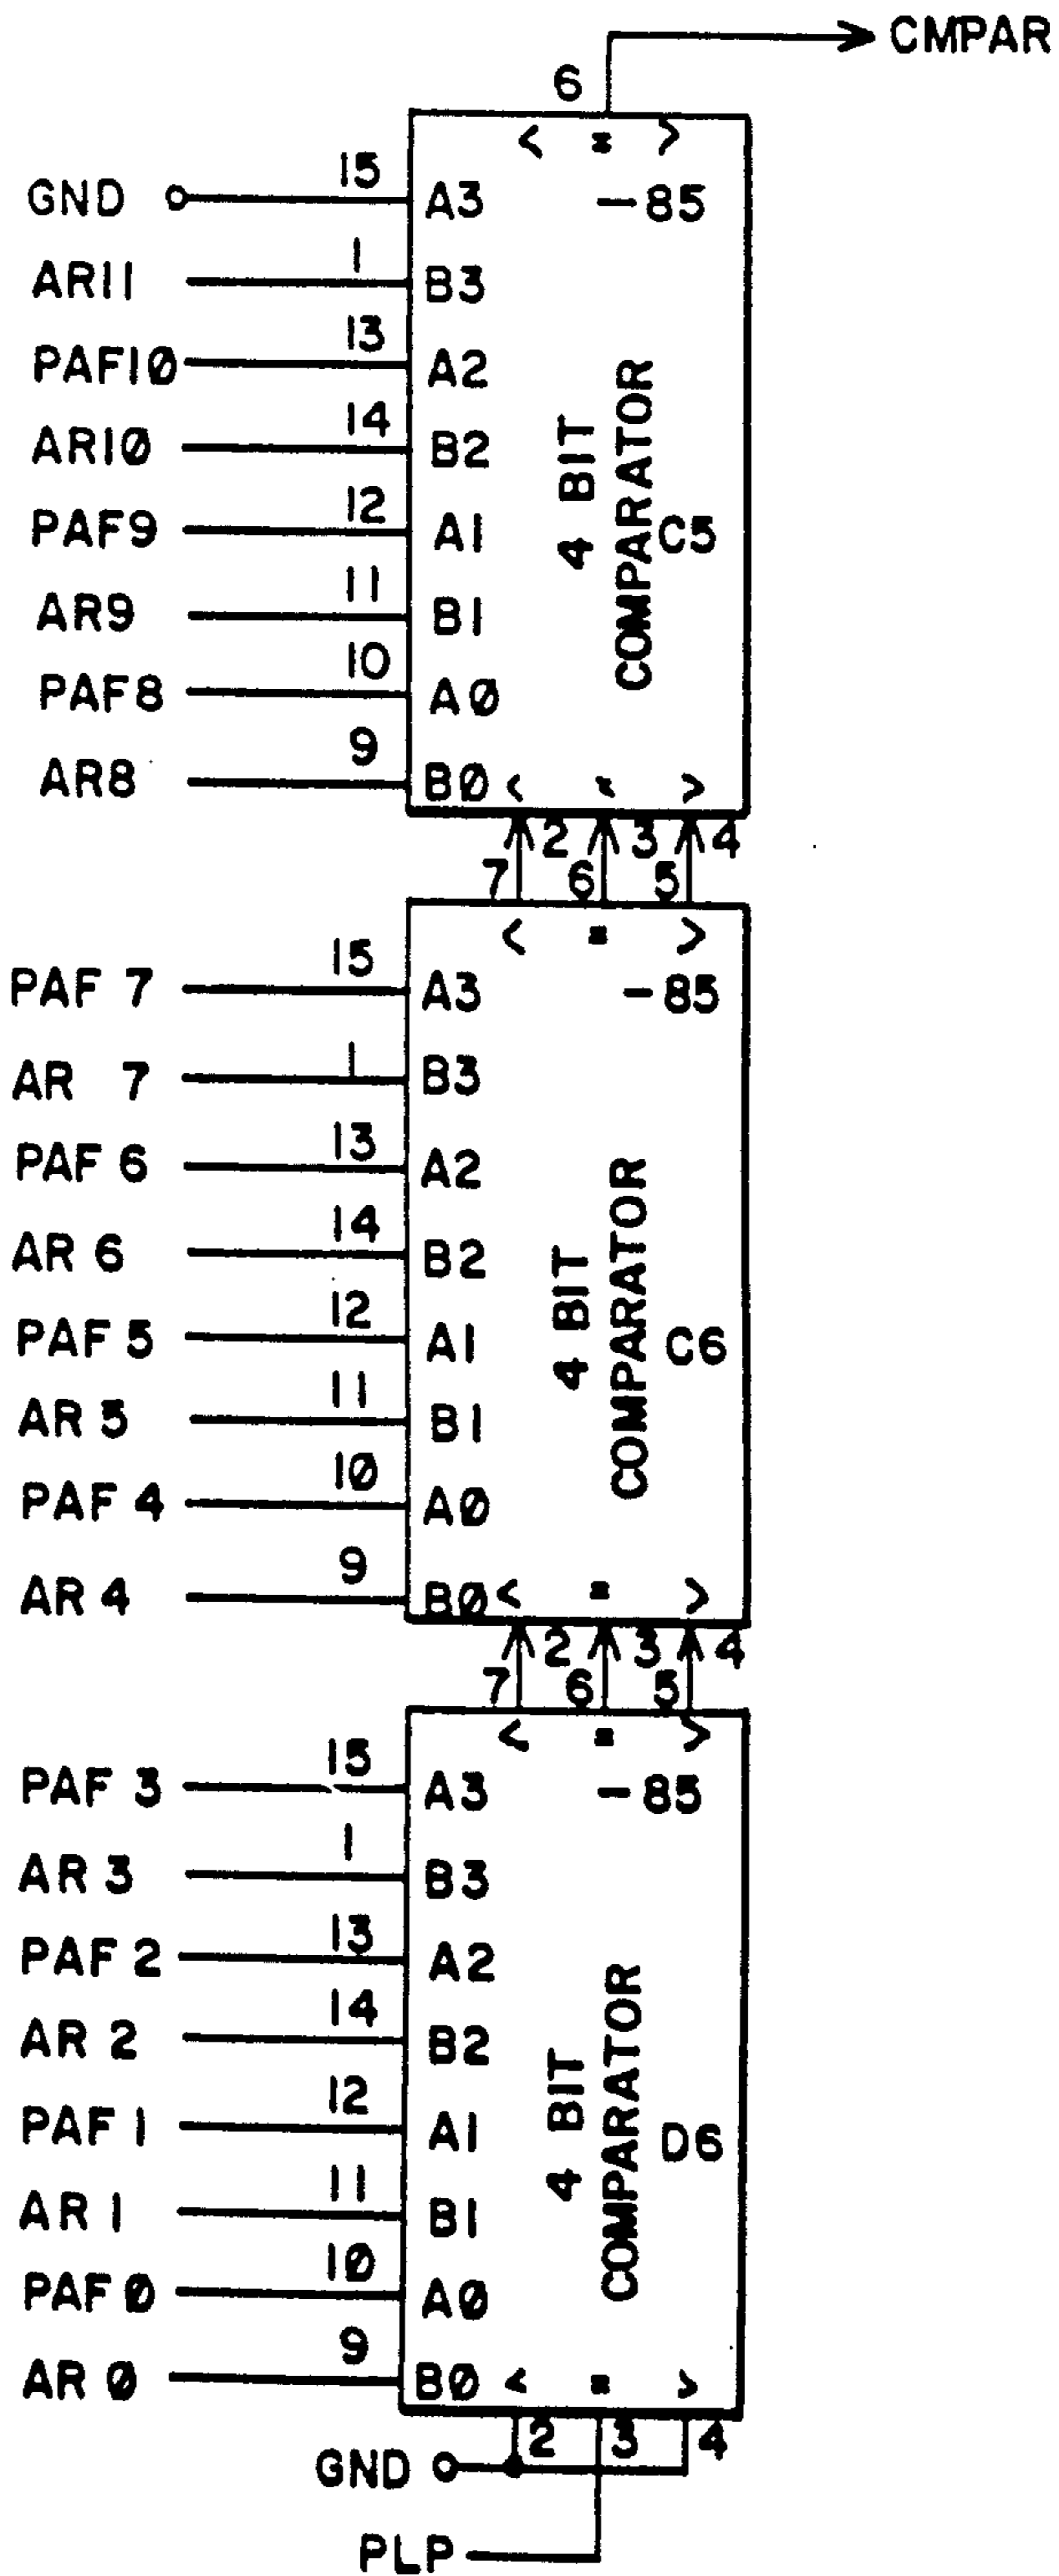 CMPAR
6
< = >
GND 15 A3 -85
AR11 1 B3
PAF10 13 A2
AR10 14 B2
PAF9 12 A1
AR9 11 B1
PAF8 10 A0
AR8 9 B0 < = >
4 BIT
COMPARATOR
C5
2 3 4
7 6 5
< = >
PAF 7 15 A3 -85
AR 7 1 B3
PAF 6 13 A2
AR 6 14 B2
PAF 5 12 A1
AR 5 11 B1
PAF 4 10 A0
AR 4 9 B0 < = >
4 BIT
COMPARATOR
C6
2 3 4
7 6 5
< = >
PAF 3 15 A3 -85
AR 3 1 B3
PAF 2 13 A2
AR 2 14 B2
PAF 1 12 A1
AR 1 11 B1
PAF 0 10 A0
AR 0 9 B0 < = >
4 BIT
COMPARATOR
D6
2 3 4
GND
PLP